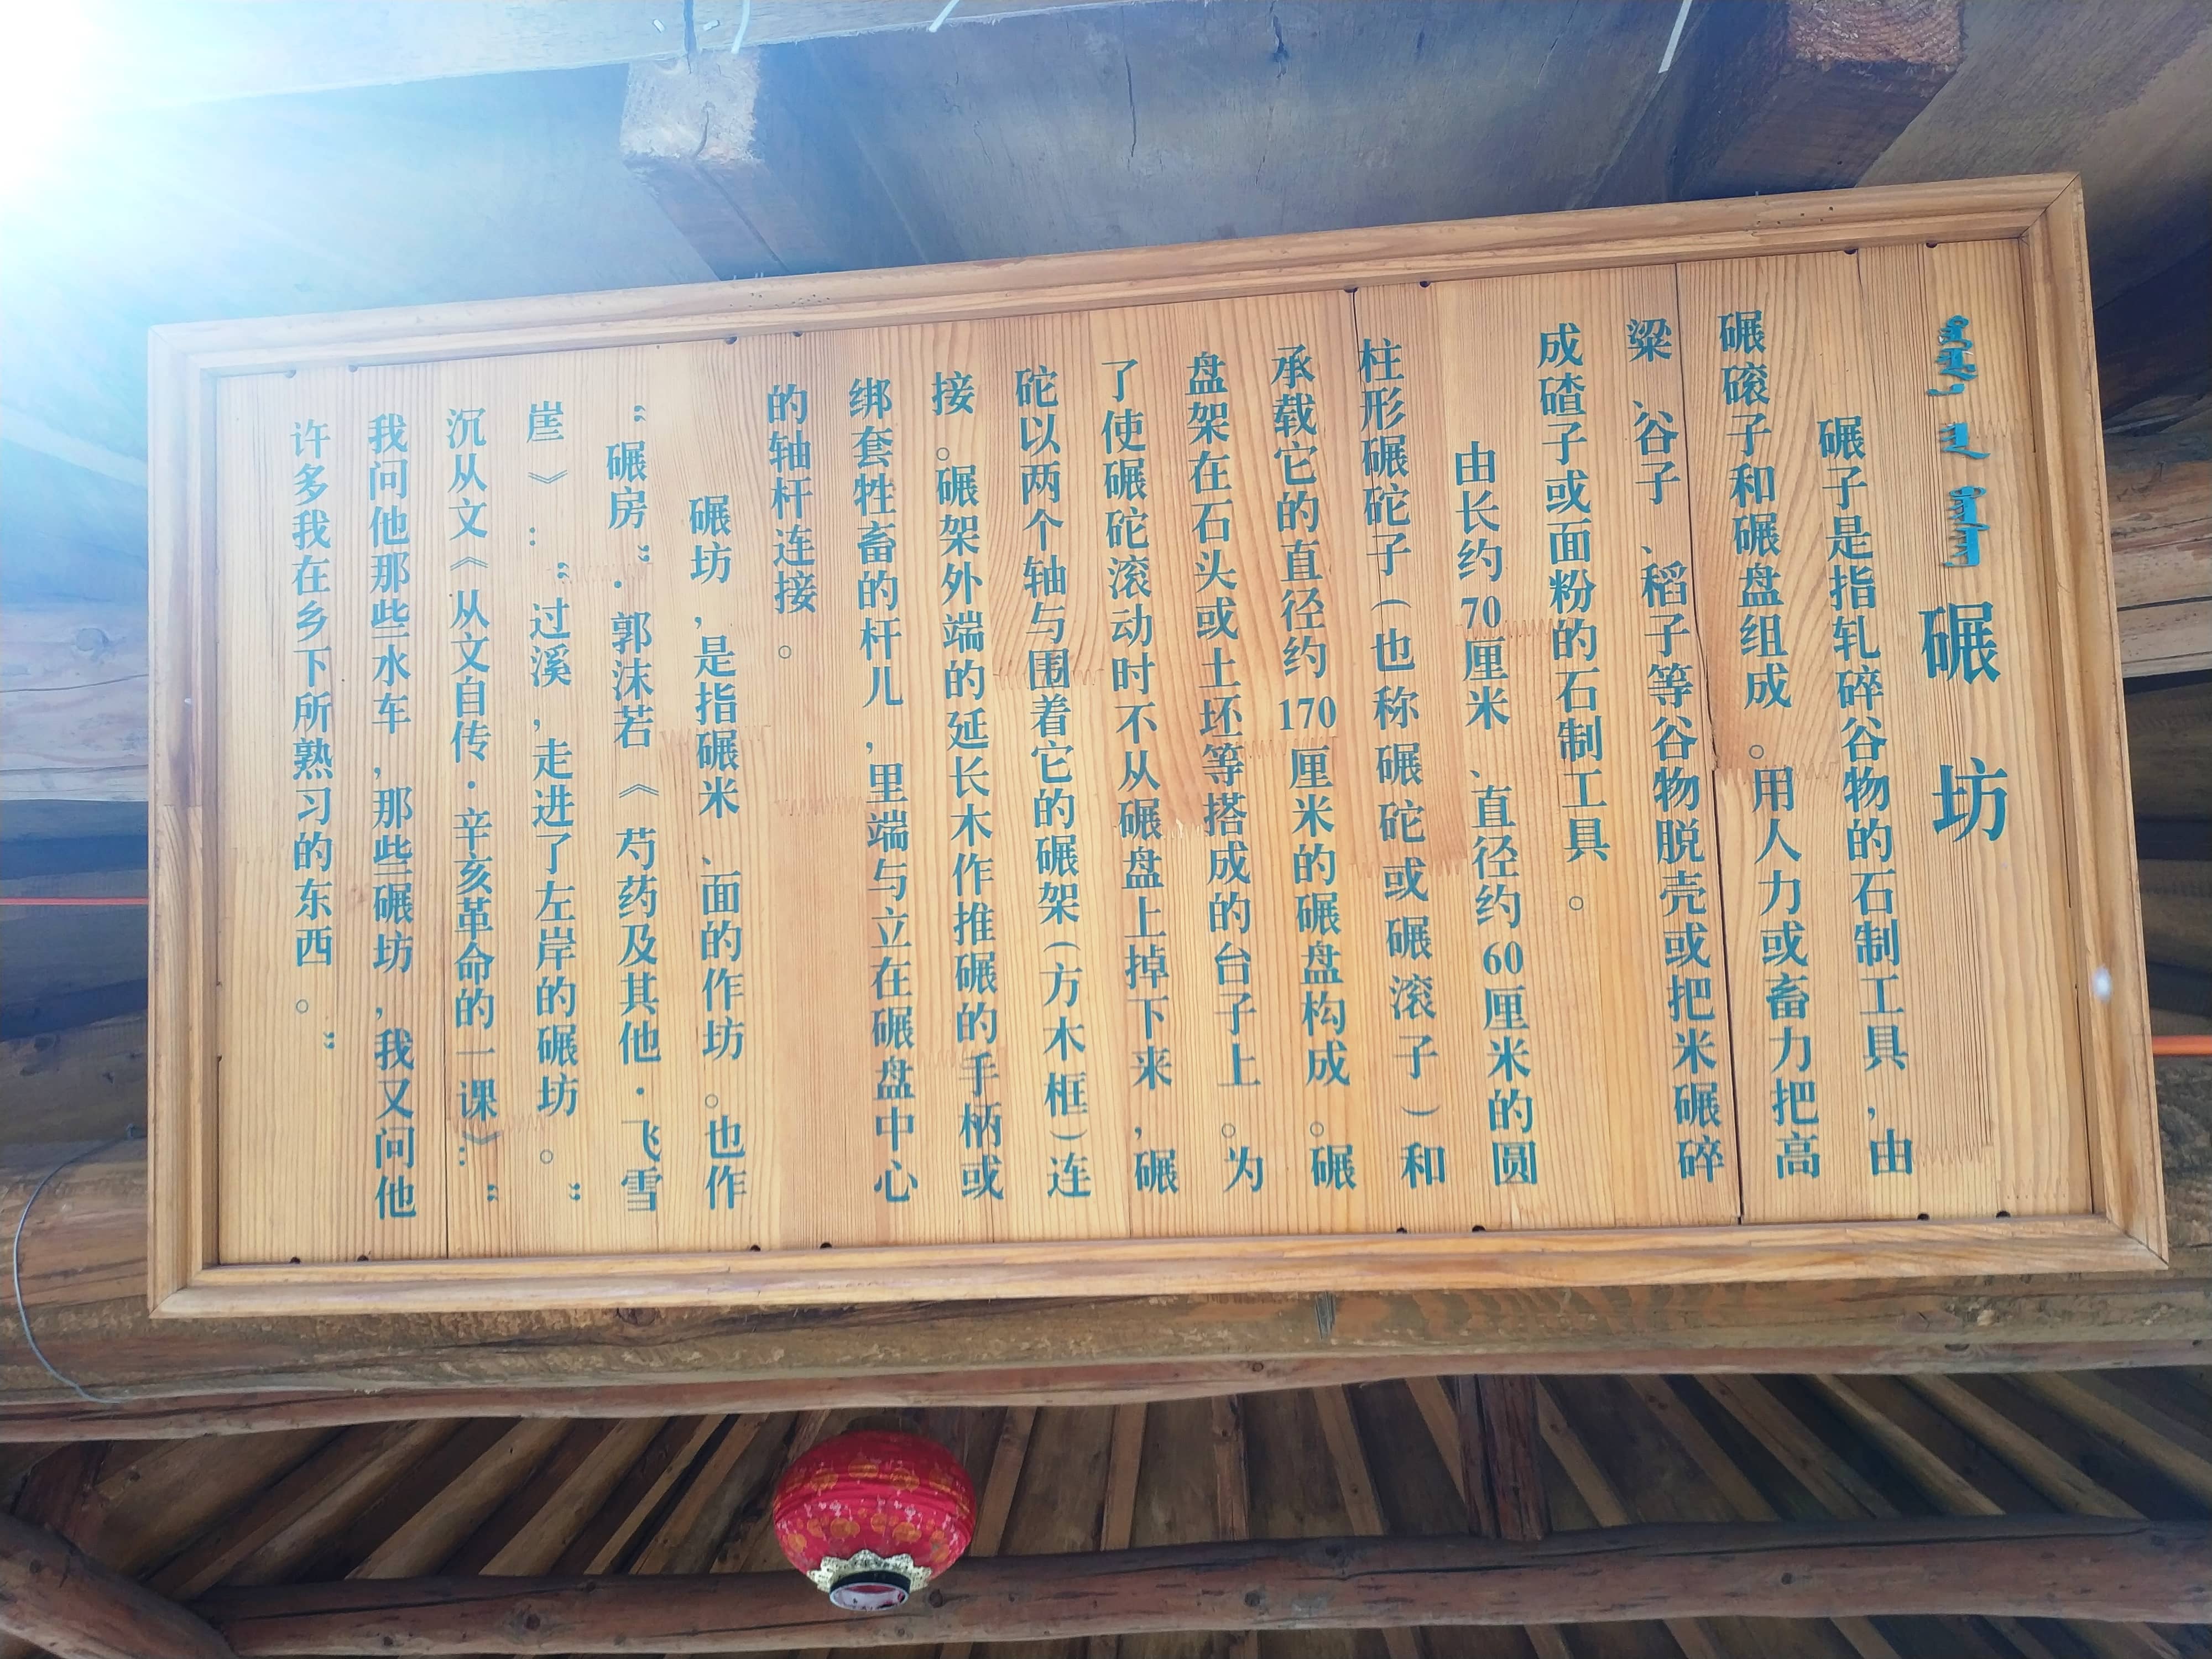 碾坊
碾子是指轧碎谷物的石制工具，由
碾磙子和碾盘组成。用人力或畜力把高
粱、谷子、稻子等谷物脱壳或把米碾碎
成碴子或面粉的石制工具。
由长约70厘米、直径约60厘米的圆
柱形碾砣子（也称碾砣或碾滚子）和
承载它的直径约170厘米的碾盘构成。碾
盘架在石头或土坯等搭成的台子上。为
了使碾砣滚动时不从碾盘上掉下来，碾
砣以两个轴与围着它的碾架（方木框）连
接。碾架外端的延长木作推碾的手柄或
绑套牲畜的杆儿，里端与立在碾盘中心
的轴杆连接。
碾坊，是指碾米、面的作坊。也作
“碾房”·郭沫若《芍药及其他·飞雪
崖》：“过溪，走进了左岸的碾坊。”
沉从文《从文自传·辛亥革命的一课》：“
我问他那些水车，那些碾坊，我又问他
许多我在乡下所熟习的东西。”